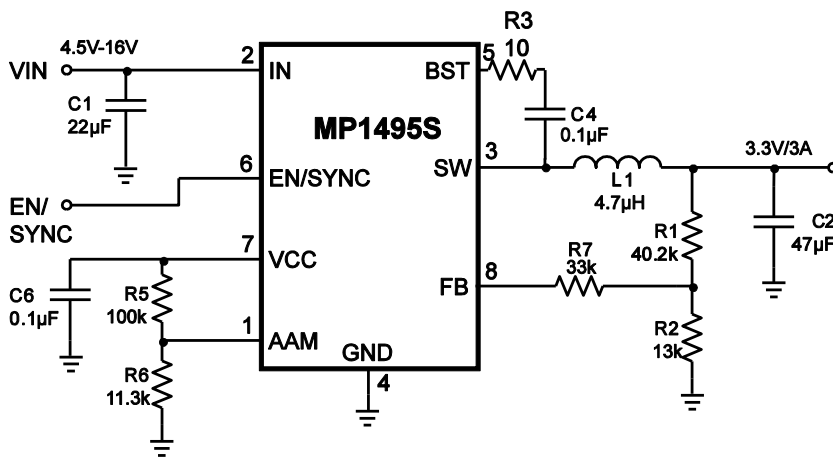 R3
10
4.5V-16V
2
5
VIN
IN
BST
C1
22µF
C4
0.1µF
MP1495S
3
3.3V/3A
6
SW
EN/SYNC
L1
4.7µH
EN/
SYNC
C2
47µF
R1
40.2k
7
VCC
R7
33k
8
FB
C6
0.1µF
R5
100k
1
AAM
R2
13k
GND
R6
11.3k
4